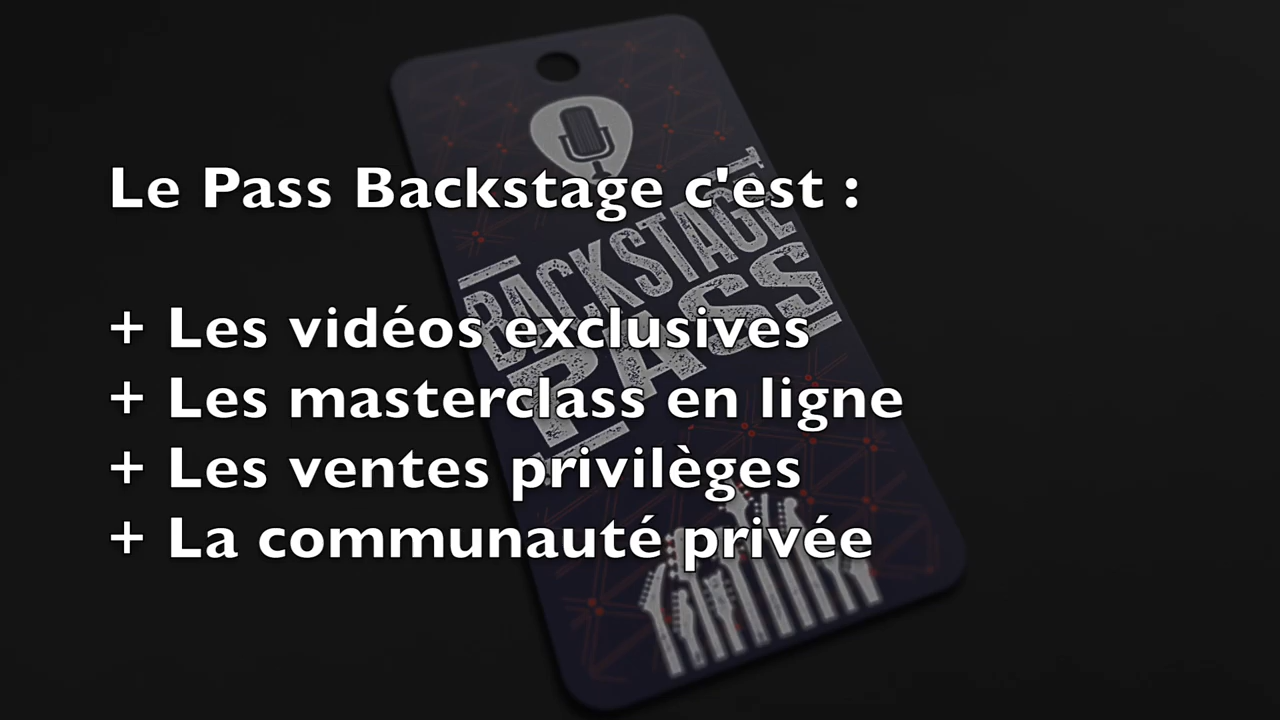 Le Pass Backstage c'est :
+ Les vidéos exclusives
+ Les masterclass en ligne
+ Les ventes privilèges
+ La communauté privée
BACKSTAGE
PASS